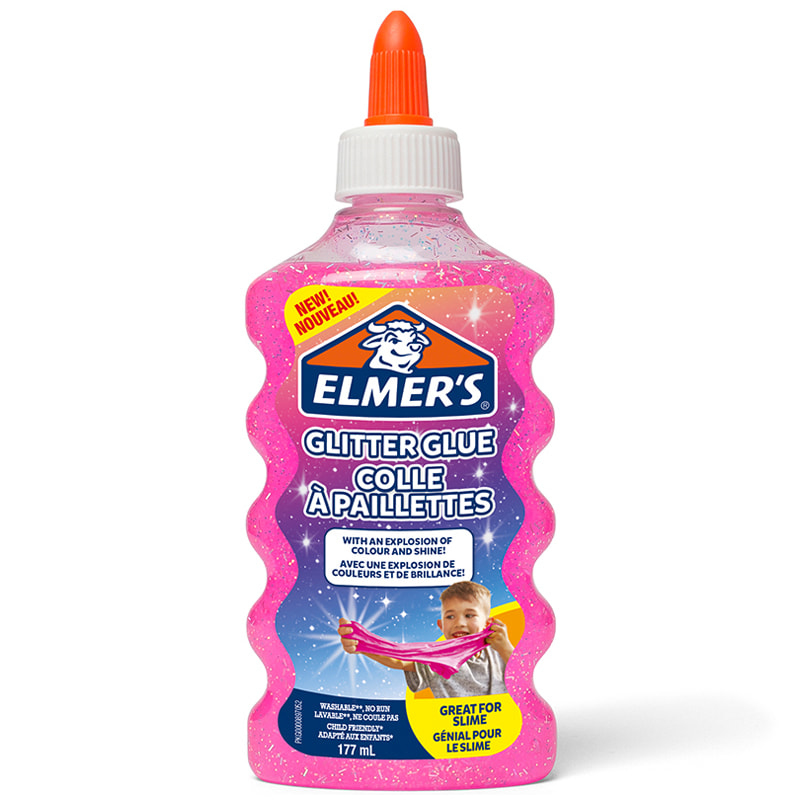 NEW!
NOUVEAU!
ELMER'S®
GLITTER GLUE
COLLE
À PAILLETTES
WITH AN EXPLOSION OF
COLOUR AND SHINE!
AVEC UNE EXPLOSION DE
COULEURS ET DE BRILLANCE!
WASHABLE**, NO RUN
LAVABLE**, NE COULE PAS
CHILD FRIENDLY*
ADAPTÉ AUX ENFANTS*
177 mL
GREAT FOR
SLIME
GÉNIAL POUR
LE SLIME